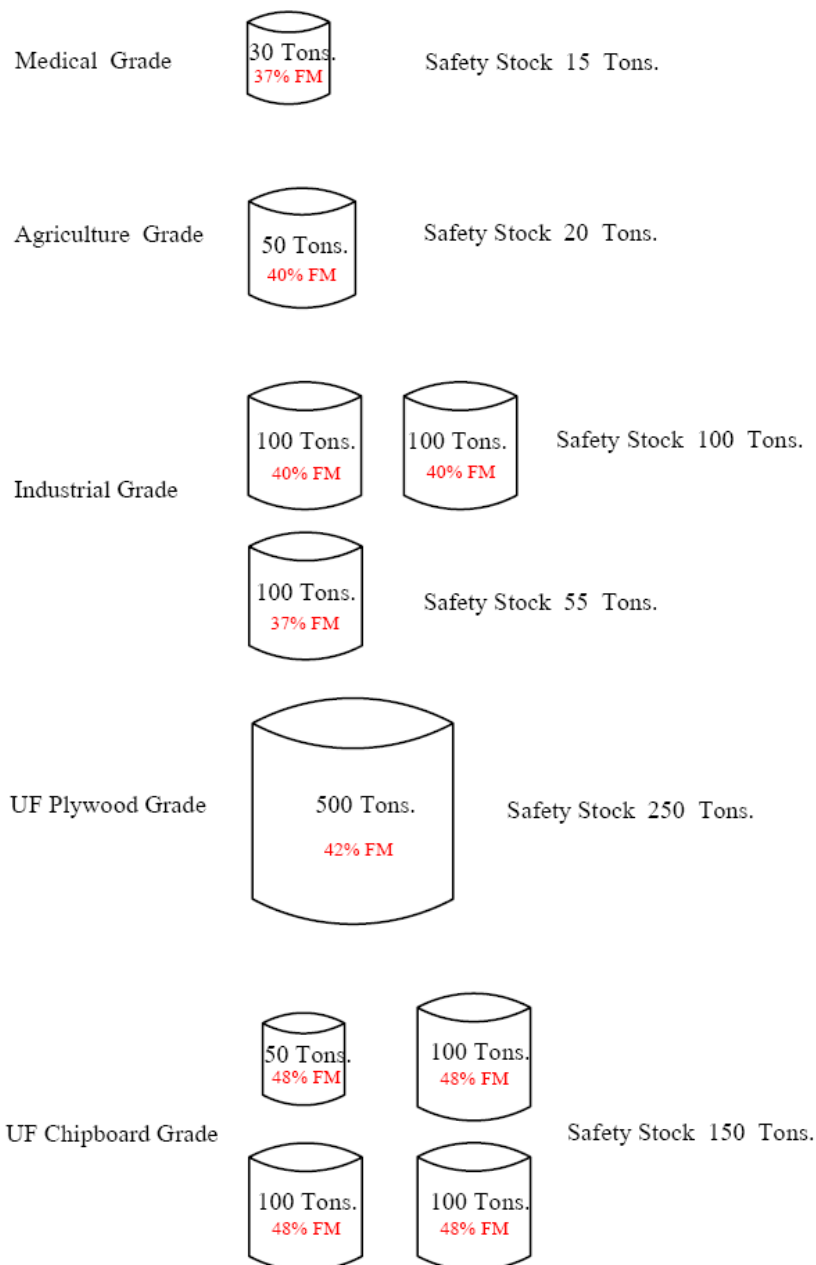 Medical Grade
30 Tons.
37% FM
Safety Stock 15 Tons.
Agriculture Grade
50 Tons.
40% FM
Safety Stock 20 Tons.
Industrial Grade
100 Tons.
40% FM
100 Tons.
40% FM
Safety Stock 100 Tons.
100 Tons.
37% FM
Safety Stock 55 Tons.
UF Plywood Grade
500 Tons.
42% FM
Safety Stock 250 Tons.
UF Chipboard Grade
50 Tons.
48% FM
100 Tons.
48% FM
Safety Stock 150 Tons.
100 Tons.
48% FM
100 Tons.
48% FM